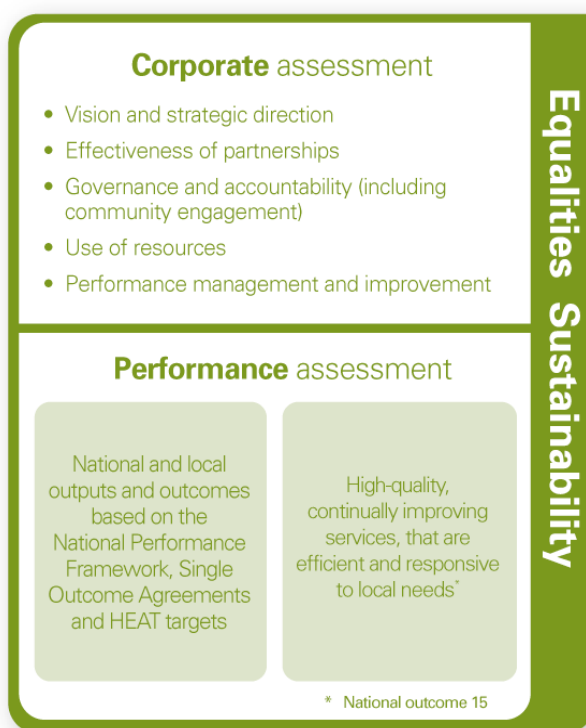 Corporate assessment
• Vision and strategic direction
• Effectiveness of partnerships
• Governance and accountability (including
community engagement)
• Use of resources
• Performance management and improvement
Performance assessment
National and local
outputs and outcomes
based on the
National Performance
Framework, Single
Outcome Agreements
and HEAT targets
High-quality,
continually improving
services, that are
efficient and responsive
to local needs*
* National outcome 15
Equalities Sustainability